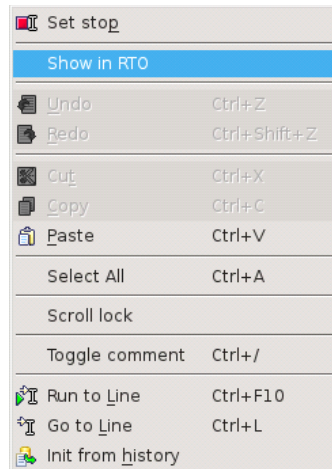 Set stop
Show in RTO
Undo Ctrl+Z
Redo Ctrl+Shift+Z
Cut Ctrl+X
Copy Ctrl+C
Paste Ctrl+V
Select All Ctrl+A
Scroll lock
Toggle comment Ctrl+/
Run to Line Ctrl+F10
Go to Line Ctrl+L
Init from history